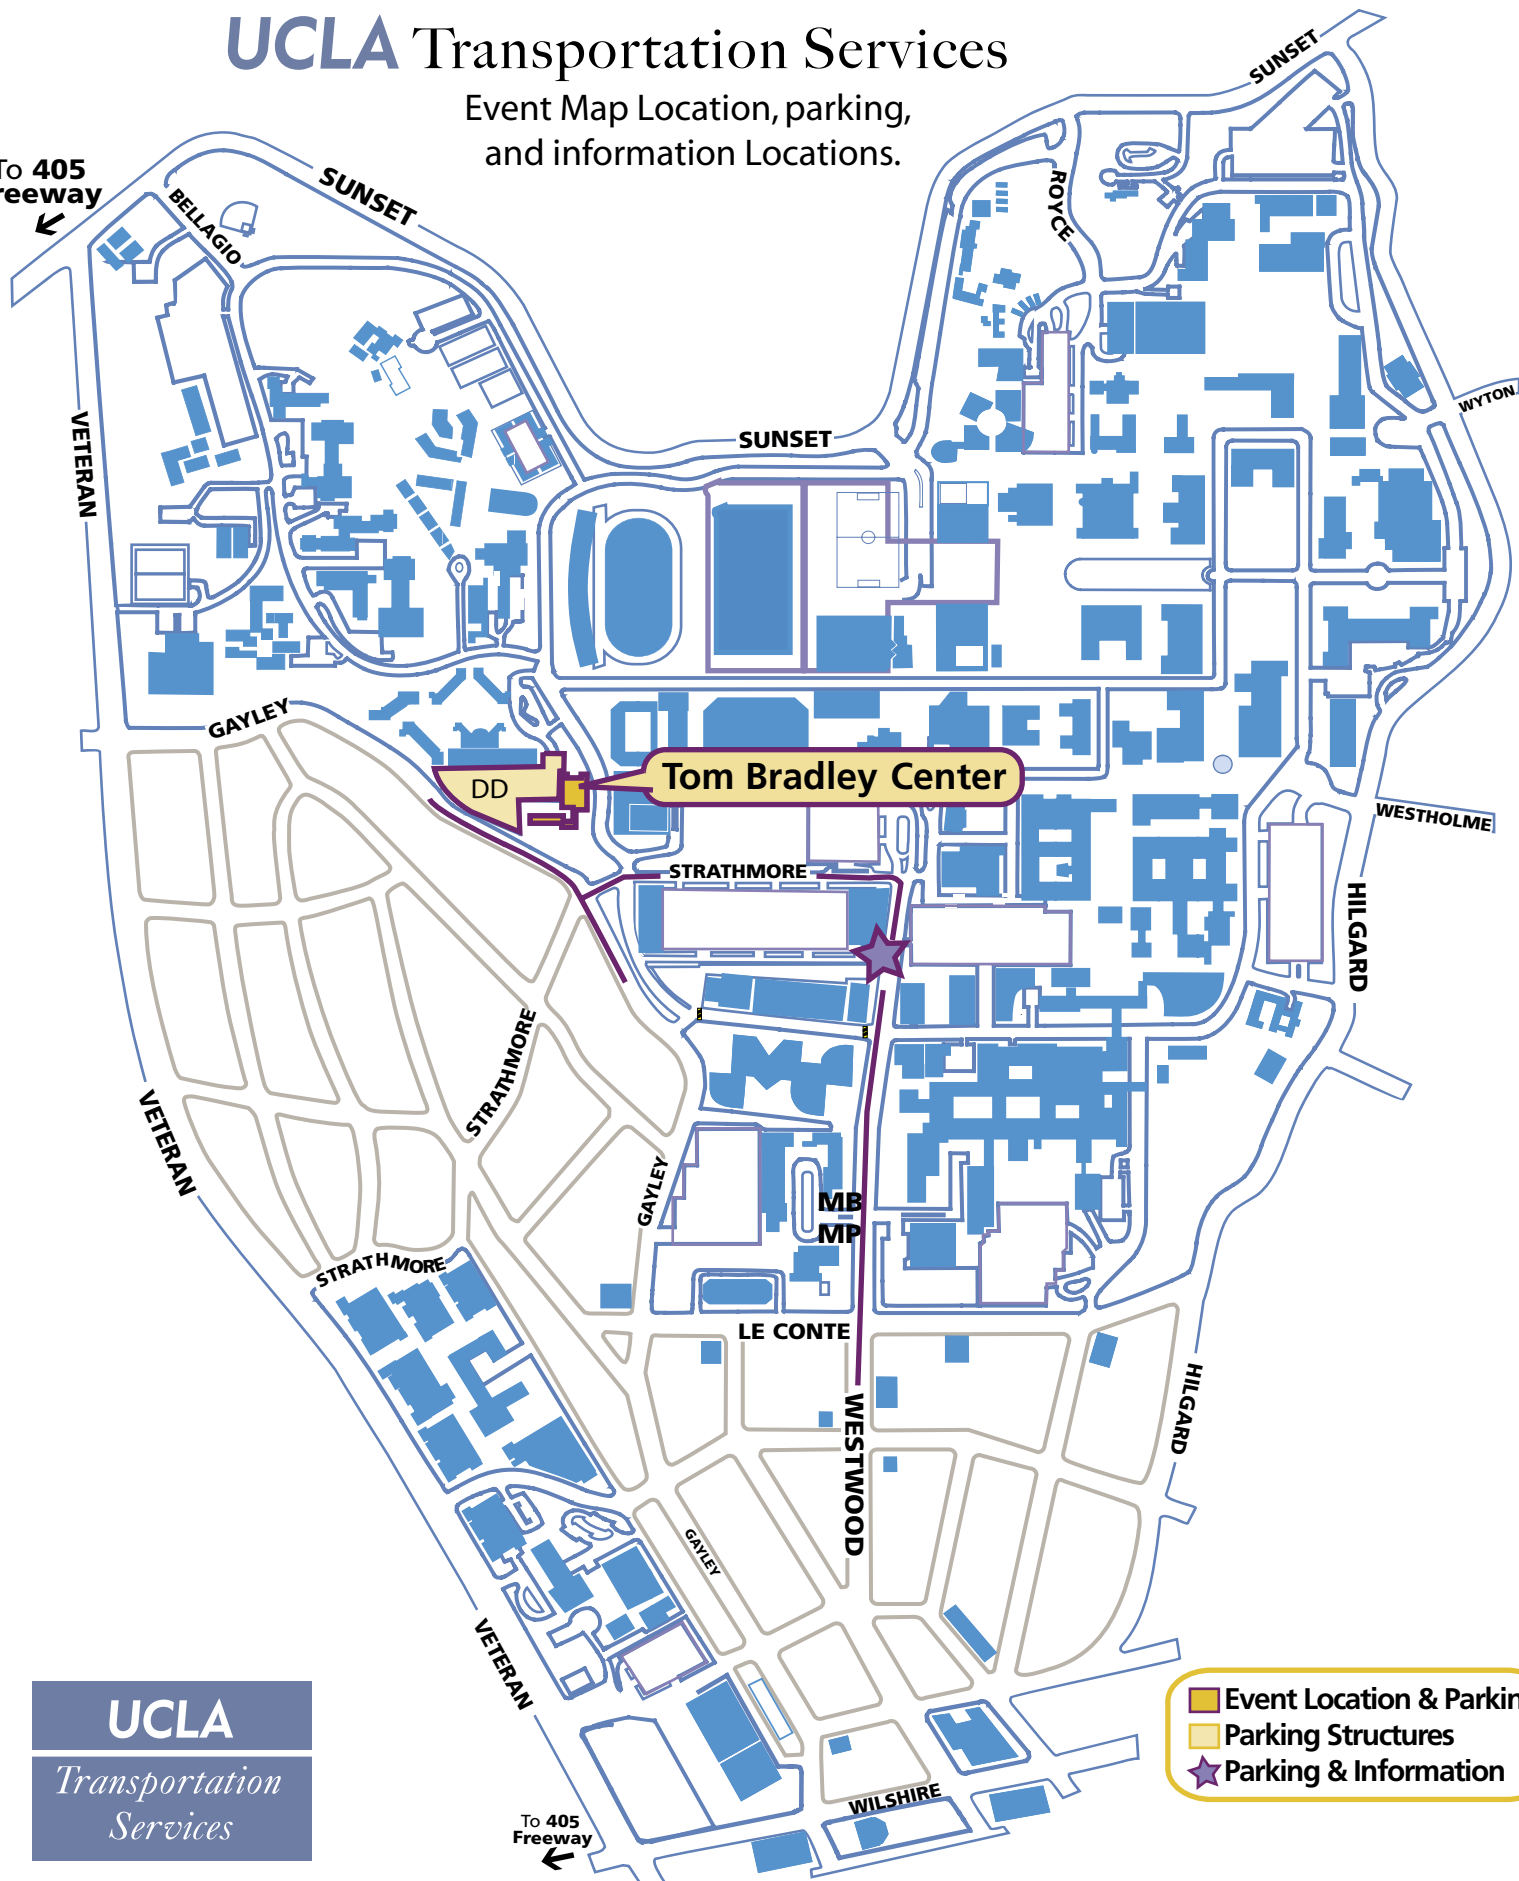 UCLA Transportation Services
Event Map Location, parking,
and information Locations.
SUNSET
To 405
reeway
SUNSET
BELLAGIO
ROYCE
VETERAN
SUNSET
WYTON
GAYLEY
Tom Bradley Center
DD
WESTHOLME
STRATHMORE
HILGARD
STRATHMORE
VETERAN
GAYLEY
MB
MP
STRATHMORE
LE CONTE
WESTWOOD
HILGARD
GAYLEY
VETERAN
Event Location & Parkin
Parking Structures
Parking & Information
UCLA
Transportation
Services
WILSHIRE
To 405
Freeway